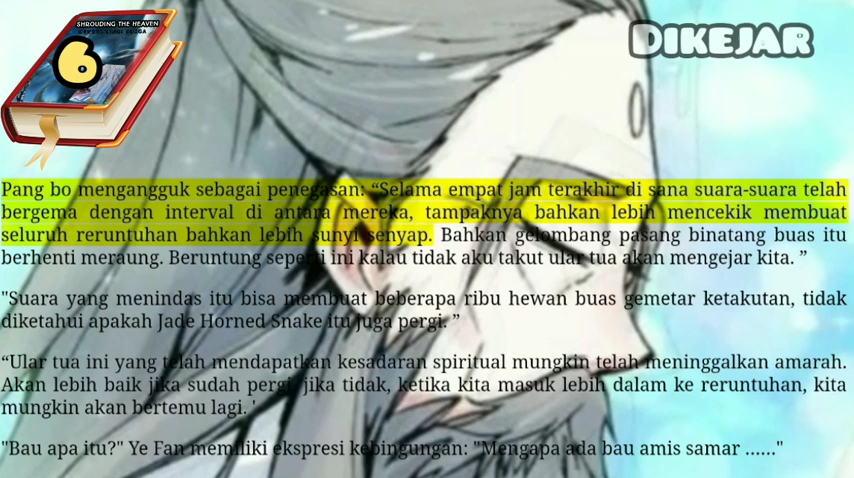 SHROUDING THE HEAVEN
6
DIKEJAR
Pang bo mengangguk sebagai penegasan: “Selama empat jam terakhir di sana suara-suara telah
bergema dengan interval di antara mereka, tampaknya bahkan lebih mencekik membuat
seluruh reruntuhan bahkan lebih sunyi senyap. Bahkan gelombang pasang binatang buas itu
berhenti meraung. Beruntung seperti ini kalau tidak aku takut ular tua akan mengejar kita. ”
"Suara yang menindas itu bisa membuat beberapa ribu hewan buas gemetar ketakutan, tidak
diketahui apakah Jade Horned Snake itu juga pergi. ”
“Ular tua ini yang telah mendapatkan kesadaran spiritual mungkin telah meninggalkan amarah.
Akan lebih baik jika sudah pergi, jika tidak, ketika kita masuk lebih dalam ke reruntuhan, kita
mungkin akan bertemu lagi. '
"Bau apa itu?" Ye Fan memiliki ekspresi kebingungan: "Mengapa ada bau amis samar ……"